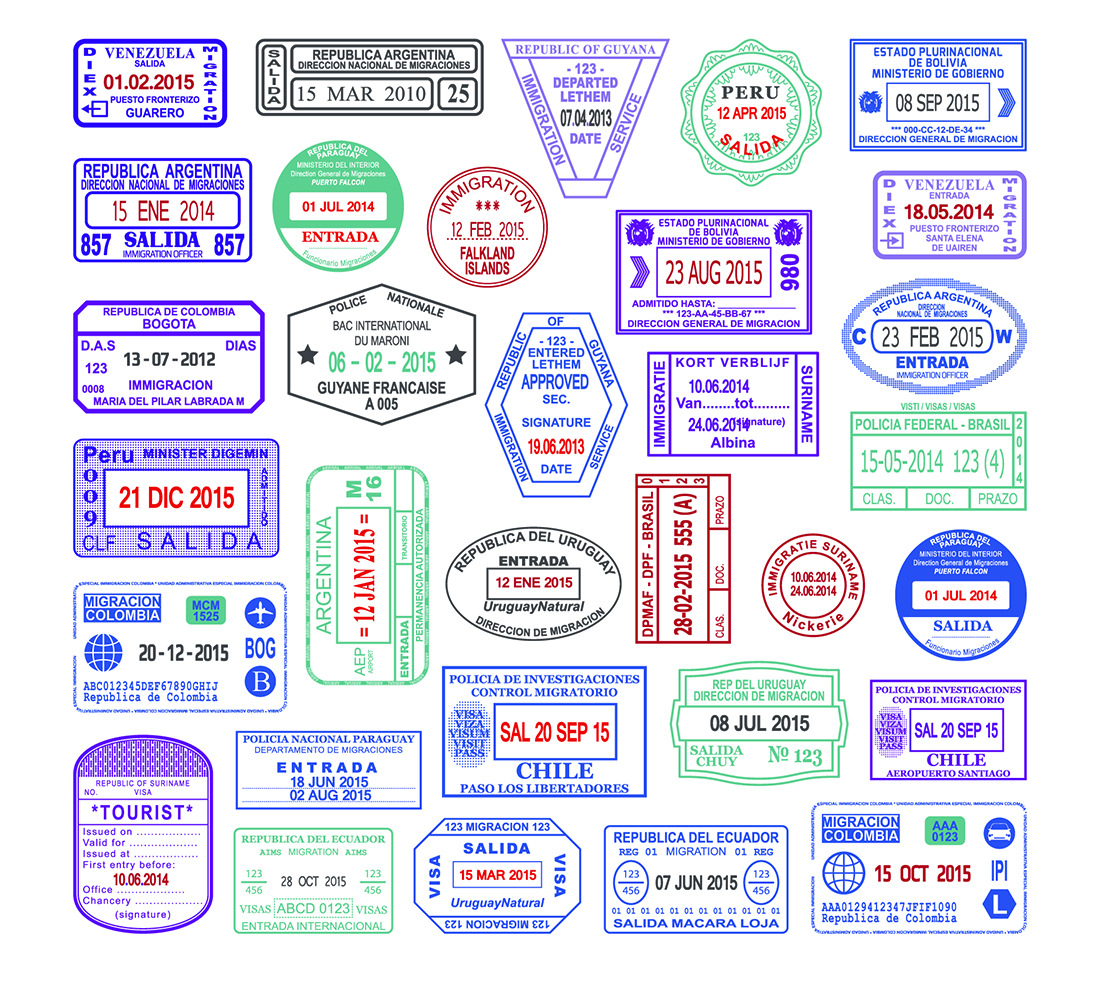 DIEX
VENEZUELA
SALIDA
01.02.2015
PUESTO FRONTERIZO
GUARERO
MIGRATION
SALIDA
REPUBLICA ARGENTINA
DIRECCION NACIONAL DE MIGRACIONES
15 MAR 2010
25
REPUBLIC OF GUYANA
- 123 -
DEPARTED
LETHEM
07.04.2013
DATE
IMMIGRATION
SERVICE
PERU
12 APR 2015
123
SALIDA
ESTADO PLURINACIONAL
DE BOLIVIA
MINISTERIO DE GOBIERNO
08 SEP 2015
*** 000-CC-12-DE-34 ***
DIRECCION GENERAL DE MIGRACION
REPUBLICA ARGENTINA
DIRECCION NACIONAL DE MIGRACIONES
15 ENE 2014
857 SALIDA 857
IMMIGRATION OFFICER
REPUBLICA DEL
PARAGUAY
MINISTERIO DEL INTERIOR
Direction General de Migraciones
PUERTO FALCON
01 JUL 2014
ENTRADA
Funcionario Migraciones
IMMIGRATION
***
12 FEB 2015
FALKLAND
ISLANDS
ESTADO PLURINACIONAL
DE BOLIVIA
MINISTERIO DE GOBIERNO
23 AUG 2015
980
ADMITIDO HASTA:
*** 123-AA-45-BB-67 ***
DIRECCION GENERAL DE MIGRACION
DIEX
VENEZUELA
ENTRADA
18.05.2014
PUESTO FRONTERIZO
SANTA ELENA
DE UAIREN
MIGRATION
REPUBLICA DE COLOMBIA
BOGOTA
D.A.S
DIAS
123
13-07-2012
0008
IMMIGRACION
MARIA DEL PILAR LABRADA M
POLICE NATIONALE
BAC INTERNATIONAL
DU MARONI
06 - 02 - 2015
GUYANE FRANCAISE
A 005
REPUBLIC OF GUYANA
- 123 -
ENTERED
LETHEM
APPROVED
SEC.
SIGNATURE
19.06.2013
DATE
IMMIGRATION
SERVICE
IMMIGRATIE
KORT VERBLIJF
10.06.2014
Van........tot.........
24.06.2014
(signature)
Albina
SURINAME
REPUBLICA ARGENTINA
DIRECCION
NACIONAL DE MIGRACIONES
C 23 FEB 2015 W
ENTRADA
IMMIGRATION OFFICER
VISTI / VISAS / VISAS
POLICIA FEDERAL - BRASIL
2014
15-05-2014 123 (4)
CLAS. DOC. PRAZO
Peru MINISTER DIGEMIN
0009
21 DIC 2015
CLF SALIDA
ARGENTINA
AEP
AIRPORT
= 12 JAN 2015 =
M
16
ENTRADA
TRANSITORIO
PERMANENCIA AUTORIZADA
REPUBLICA DEL URUGUAY
ENTRADA
12 ENE 2015
UruguayNatural
DIRECCION DE MIGRACION
DPMAF - DPF - BRASIL
0 1 2 3
28-02-2015 555 (A)
CLAS. DOC. PRAZO
IMMIGRATIE SURINAME
10.06.2014
24.06.2014
Nickerie
REPUBLICA DEL
PARAGUAY
MINISTERIO DEL INTERIOR
Direction General de Migraciones
PUERTO FALCON
01 JUL 2014
SALIDA
Funcionario Migraciones
ESPECIAL IMMIGRACION COLOMBIA * UNIDAD ADMINISTRATIVA ESPECIAL IMMIGRACION COLOM
MIGRACION
COLOMBIA
MCM
1525
20-12-2015
BOG
B
ABC012345DEF67890GHIJ
Republica de Colombia
POLICIA DE INVESTIGACIONES
CONTROL MIGRATORIO
VISA
VIZA
VISUM
VISIT
PASS
SAL 20 SEP 15
CHILE
PASO LOS LIBERTADORES
REP DEL URUGUAY
DIRECCION DE MIGRACION
08 JUL 2015
SALIDA
CHUY
№ 123
POLICIA DE INVESTIGACIONES
CONTROL MIGRATORIO
VISA
VIZA
VISUM
VISIT
PASS
SAL 20 SEP 15
CHILE
AEROPUERTO SANTIAGO
REPUBLIC OF SURINAME
NO. VISA
*TOURIST*
Issued on ..................
Valid for ..................
Issued at ..................
First entry before:
10.06.2014
Office ...................
Chancery ................
(signature)
POLICIA NACIONAL PARAGUAY
DEPARTAMENTO DE MIGRACIONES
ENTRADA
18 JUN 2015
02 AUG 2015
REPUBLICA DEL ECUADOR
AIMS MIGRATION AIMS
123
456
28 OCT 2015
123
456
VISAS ABCD 0123 VISAS
ENTRADA INTERNACIONAL
123 MIGRACION 123
SALIDA
VISA
15 MAR 2015
VISA
UruguayNatural
123 MIGRACION 123
REPUBLICA DEL ECUADOR
REG 01 MIGRATION 01 REG
123
456
07 JUN 2015
123
456
01 01 01 01 01 01 01 01 01 01 01
SALIDA MACARA LOJA
ESPECIAL IMMIGRACION COLOMBIA * UNIDAD ADMINISTRATIVA ESPECIAL IMMIGRACION COLOM
MIGRACION
COLOMBIA
AAA
0123
15 OCT 2015
IPI
L
AAA0129412347JFIF1090
Republica de Colombia